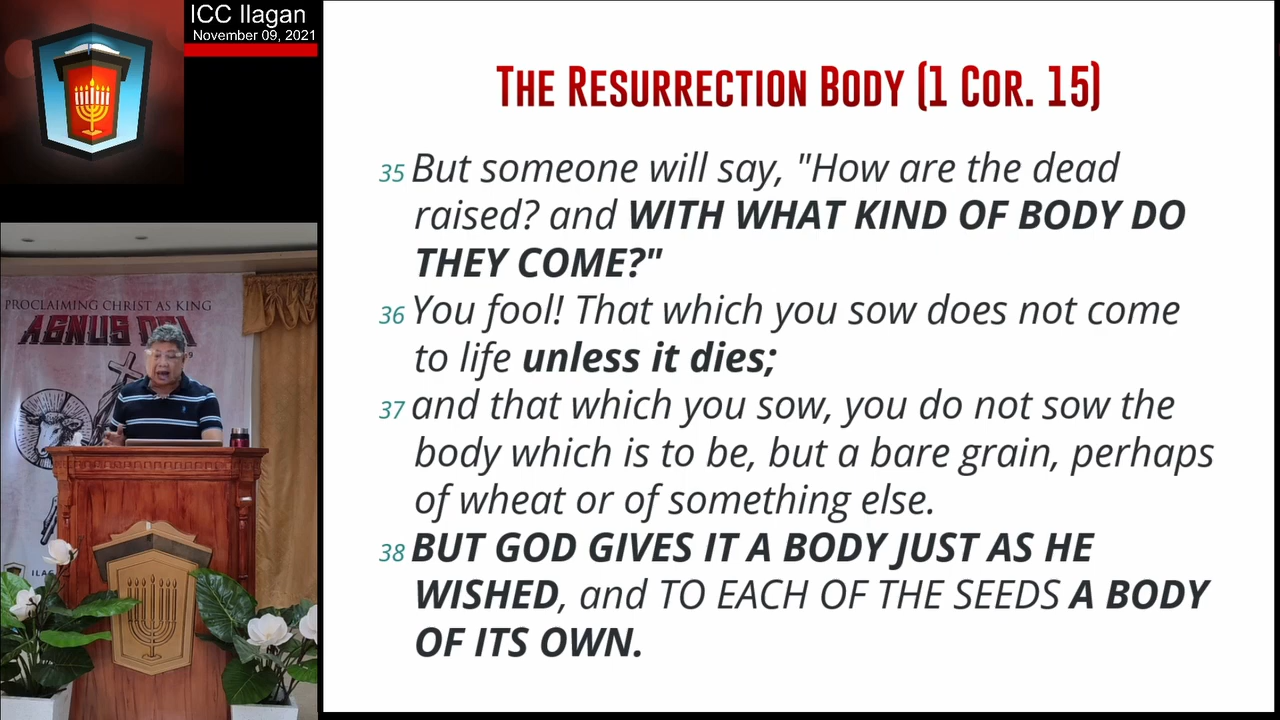 ICC Ilagan
November 09, 2021
THE RESURRECTION BODY (1 COR. 15)
35 But someone will say, "How are the dead
raised? and WITH WHAT KIND OF BODY DO
THEY COME?"
36 You fool! That which you sow does not come
to life unless it dies;
37 and that which you sow, you do not sow the
body which is to be, but a bare grain, perhaps
of wheat or of something else.
38 BUT GOD GIVES IT A BODY JUST AS HE
WISHED, and TO EACH OF THE SEEDS A BODY
OF ITS OWN.
PROCLAIMING CHRIST AS KING
AGNUS DEI